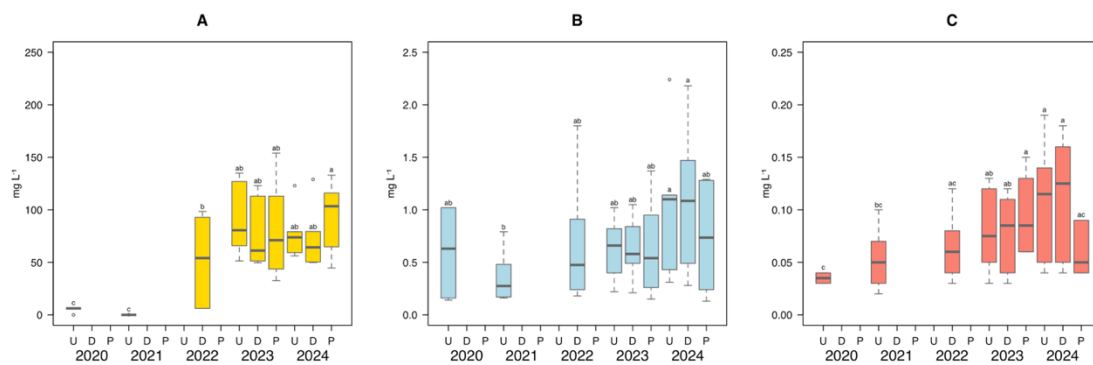 A
mg L⁻¹
250
200
150
100
50
0
c
c
b
ab
ab
ab
ab
ab
a
U D P U D P U D P U D P U D P
2020 2021 2022 2023 2024
B
mg L⁻¹
2.5
2.0
1.5
1.0
0.5
0.0
ab
b
ab
ab
ab
ab
a
a
ab
U D P U D P U D P U D P U D P
2020 2021 2022 2023 2024
C
mg L⁻¹
0.25
0.20
0.15
0.10
0.05
0.00
c
bc
ac
ab
ab
a
a
a
ac
U D P U D P U D P U D P U D P
2020 2021 2022 2023 2024